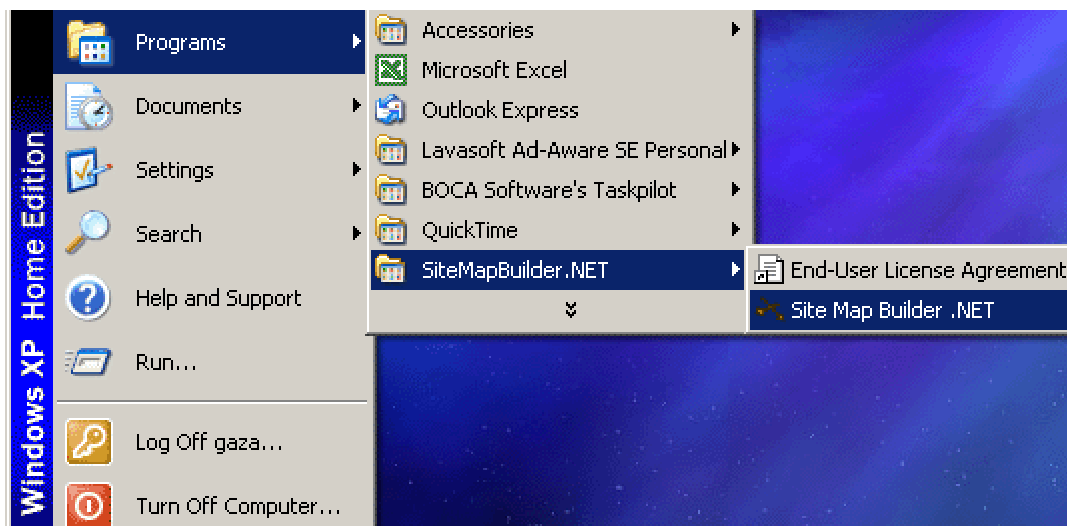 Windows XP Home Edition
Programs
Documents
Settings
Search
Help and Support
Run...
Log Off gaza...
Turn Off Computer...
Accessories
Microsoft Excel
Outlook Express
Lavasoft Ad-Aware SE Personal
BOCA Software's Taskpilot
QuickTime
SiteMapBuilder.NET
End-User License Agreement
Site Map Builder .NET